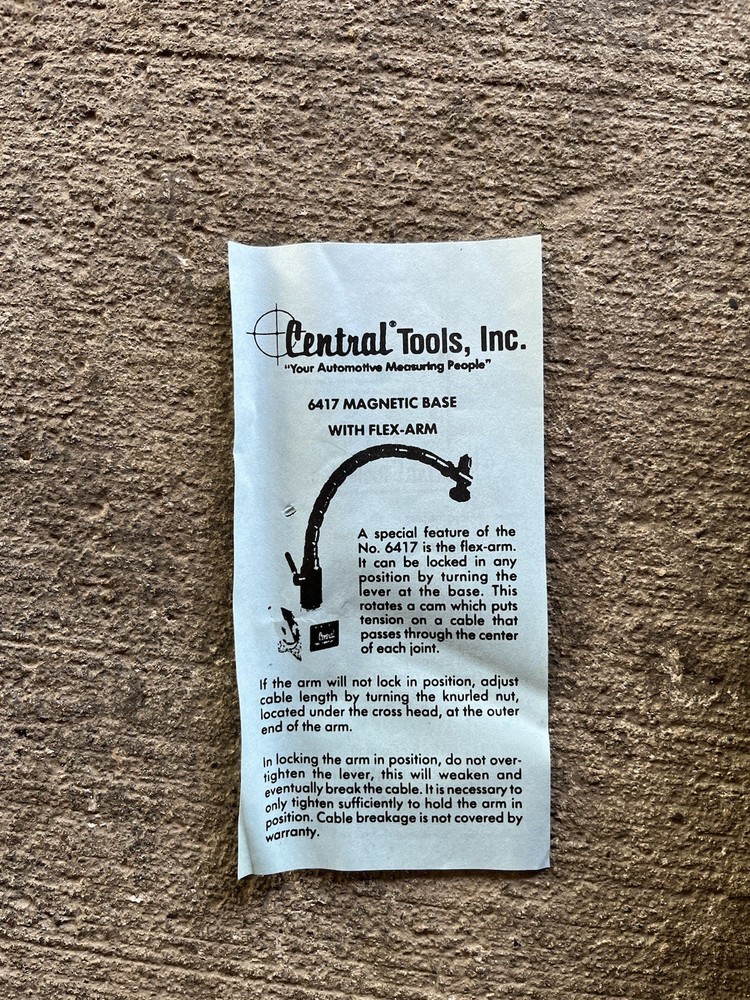 Central® Tools, Inc.
"Your Automotive Measuring People"
6417 MAGNETIC BASE
WITH FLEX-ARM
A special feature of the
No. 6417 is the flex-arm.
It can be locked in any
position by turning the
lever at the base. This
rotates a cam which puts
tension on a cable that
passes through the center
of each joint.
Central
If the arm will not lock in position, adjust
cable length by turning the knurled nut,
located under the cross head, at the outer
end of the arm.
In locking the arm in position, do not over-
tighten the lever, this will weaken and
eventually break the cable. It is necessary to
only tighten sufficiently to hold the arm in
position. Cable breakage is not covered by
warranty.